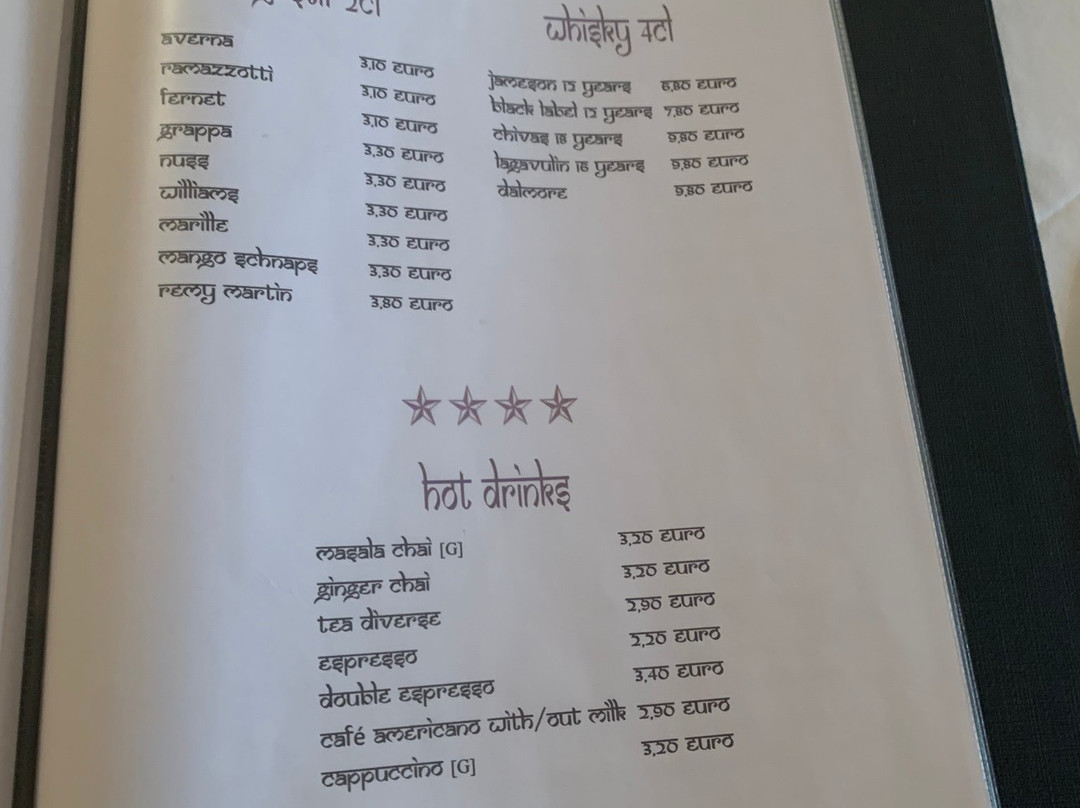 2cl
averna 3,10 euro
ramazzotti 3,10 euro
fernet 3,10 euro
grappa 3,30 euro
nuss 3,30 euro
williams 3,30 euro
marille 3,30 euro
mango schnaps 3,30 euro
remy martin 3,80 euro
whisky 4cl
jameson 12 years 6,80 euro
black label 12 years 7,80 euro
chivas 18 years 9,80 euro
lagavulin 16 years 9,80 euro
dalmore 9,80 euro
hot drinks
masala chai [G] 3,20 euro
ginger chai 3,20 euro
tea diverse 2,90 euro
espresso 2,20 euro
double espresso 3,40 euro
café americano with/out milk 2,90 euro
cappuccino [G] 3,20 euro